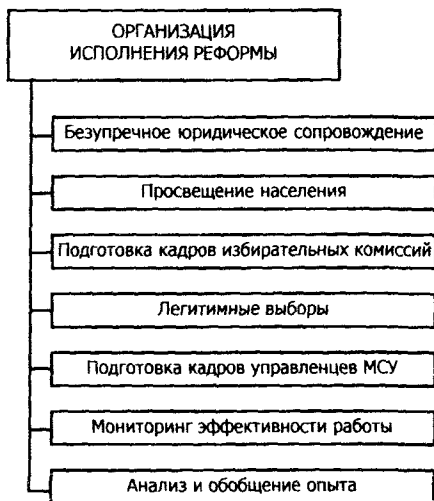 ОРГАНИЗАЦИЯ
ИСПОЛНЕНИЯ РЕФОРМЫ
Безупречное юридическое сопровождение
Просвещение населения
Подготовка кадров избирательных комиссий
Легитимные выборы
Подготовка кадров управленцев МСУ
Мониторинг эффективности работы
Анализ и обобщение опыта